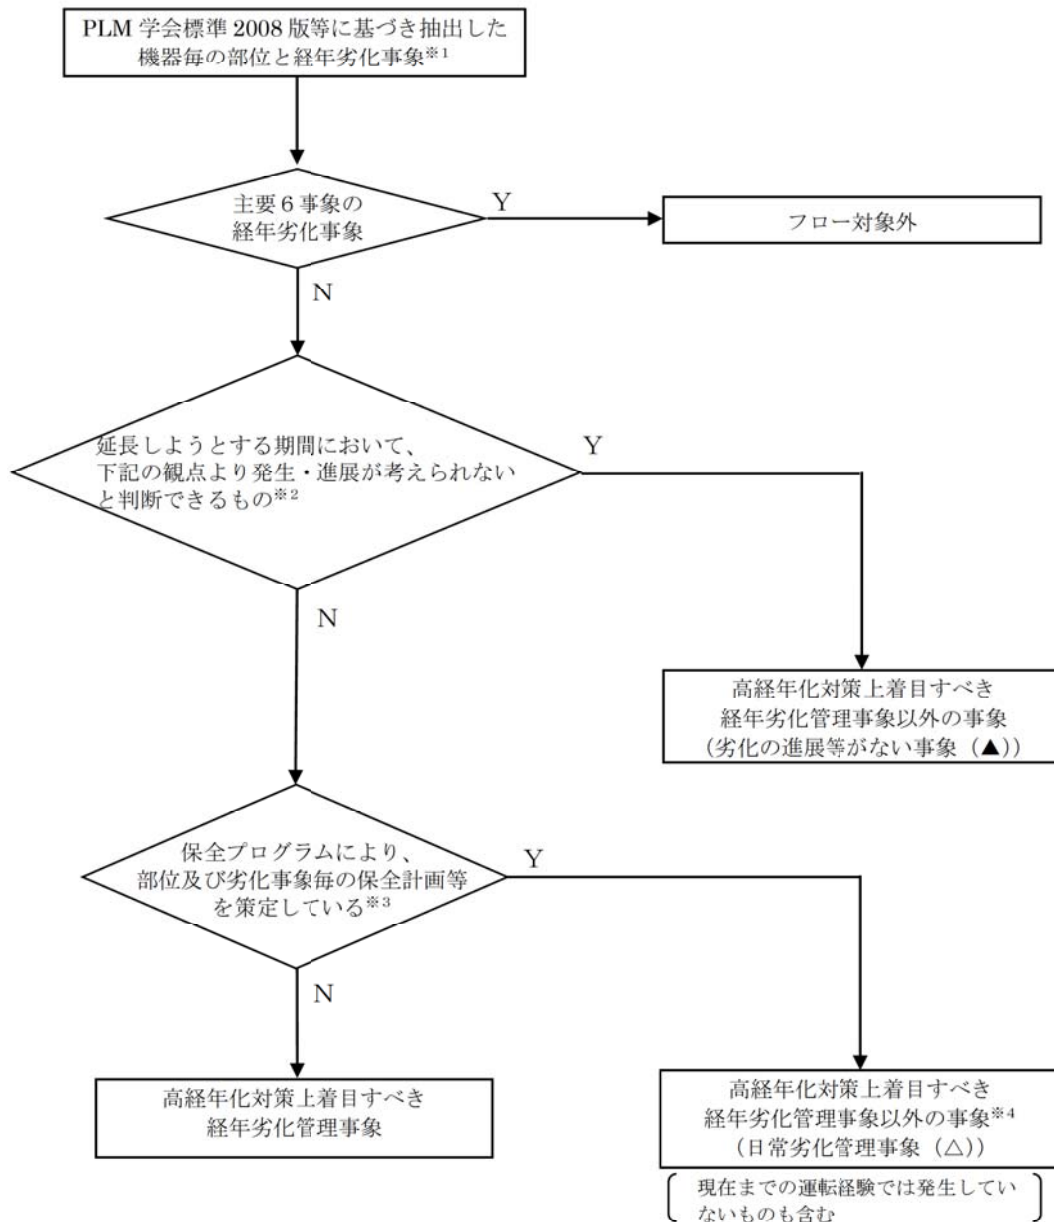 PLM 学会標準 2008 版等に基づき抽出した
機器毎の部位と経年劣化事象※1
主要6事象の
経年劣化事象
Y
フロー対象外
N
延長しようとする期間において、
下記の観点より発生・進展が考えられない
と判断できるもの※2
Y
N
高経年化対策上着目すべき
経年劣化管理事象以外の事象
（劣化の進展等がない事象（▲））
保全プログラムにより、
部位及び劣化事象毎の保全計画等
を策定している※3
Y
N
高経年化対策上着目すべき
経年劣化管理事象
高経年化対策上着目すべき
経年劣化管理事象以外の事象※4
（日常劣化管理事象（△））
現在までの運転経験では発生してい
ないものも含む